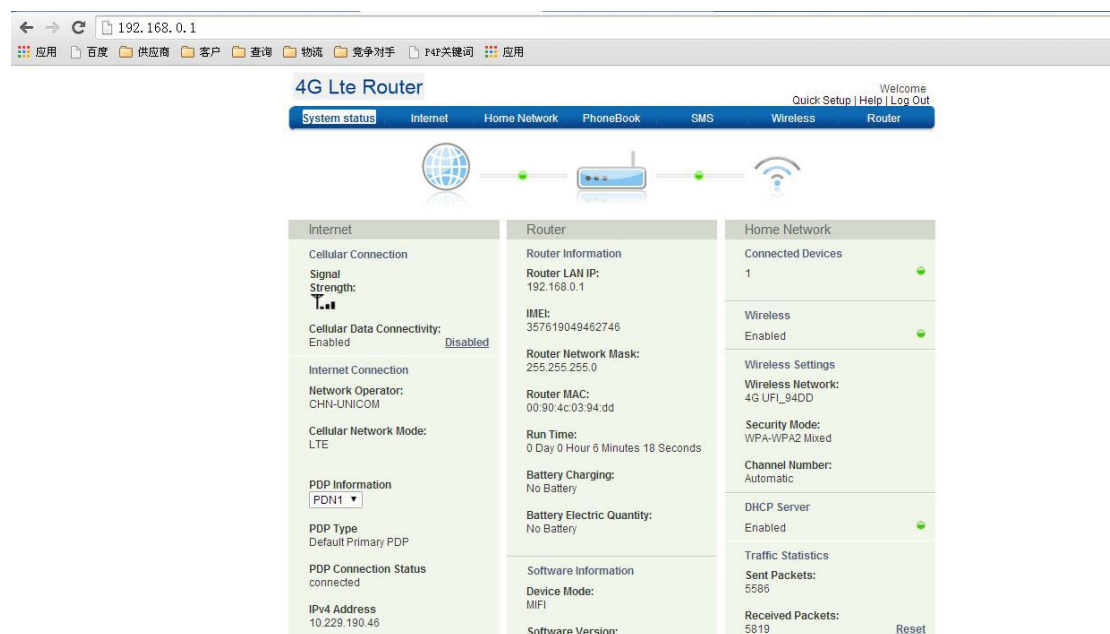 192.168.0.1
应用 百度 供应商 客户 查询 物流 竞争对手 P4P关键词 应用
4G Lte Router
Welcome
Quick Setup | Help | Log Out
System status Internet Home Network PhoneBook SMS Wireless Router
Internet
Cellular Connection
Signal
Strength:
Cellular Data Connectivity:
Enabled Disabled
Internet Connection
Network Operator:
CHN-UNICOM
Cellular Network Mode:
LTE
PDP Information
PDN1
PDP Type
Default Primary PDP
PDP Connection Status
connected
IPv4 Address
10.229.190.46
Router
Router Information
Router LAN IP:
192.168.0.1
IMEI:
357619049462746
Router Network Mask:
255.255.255.0
Router MAC:
00:90:4c:03:94:dd
Run Time:
0 Day 0 Hour 6 Minutes 18 Seconds
Battery Charging:
No Battery
Battery Electric Quantity:
No Battery
Software Information
Device Mode:
MIFI
Software Version:
Home Network
Connected Devices
1
Wireless
Enabled
Wireless Settings
Wireless Network:
4G UFI_94DD
Security Mode:
WPA-WPA2 Mixed
Channel Number:
Automatic
DHCP Server
Enabled
Traffic Statistics
Sent Packets:
5586
Received Packets:
5819 Reset